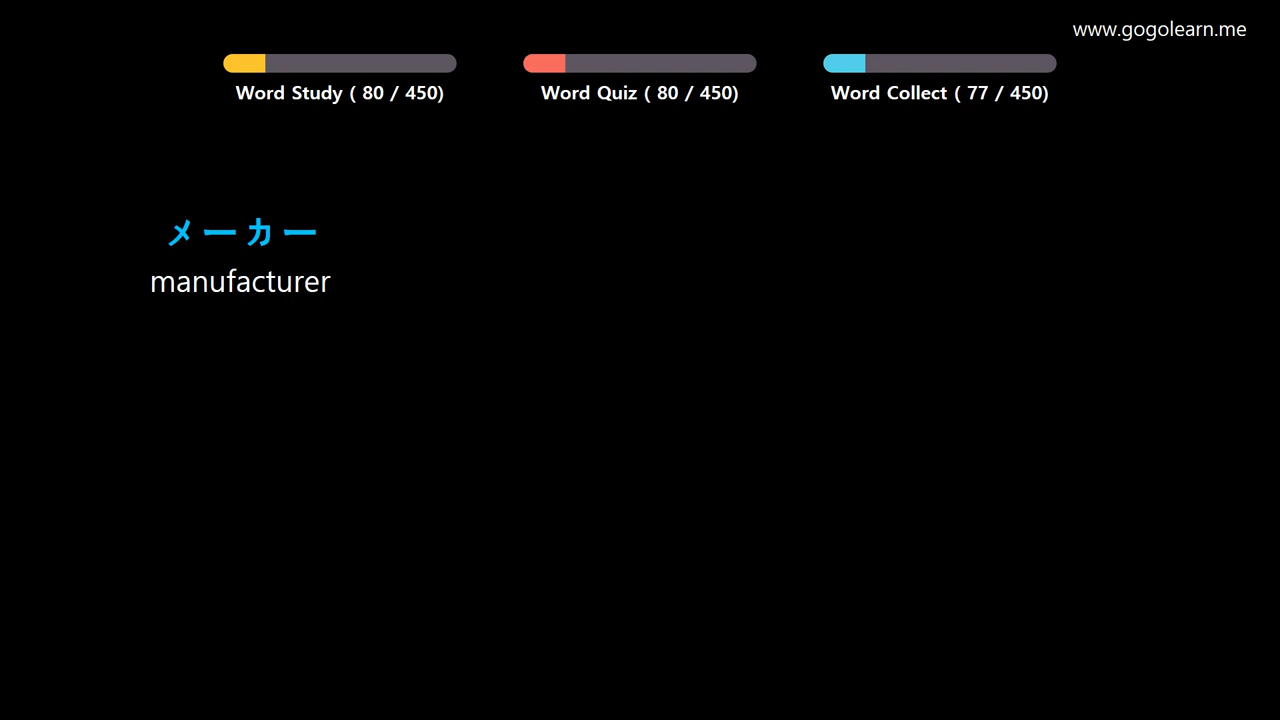 www.gogolearn.me
Word Study ( 80 / 450)
Word Quiz ( 80 / 450)
Word Collect ( 77 / 450)
メーカー
manufacturer